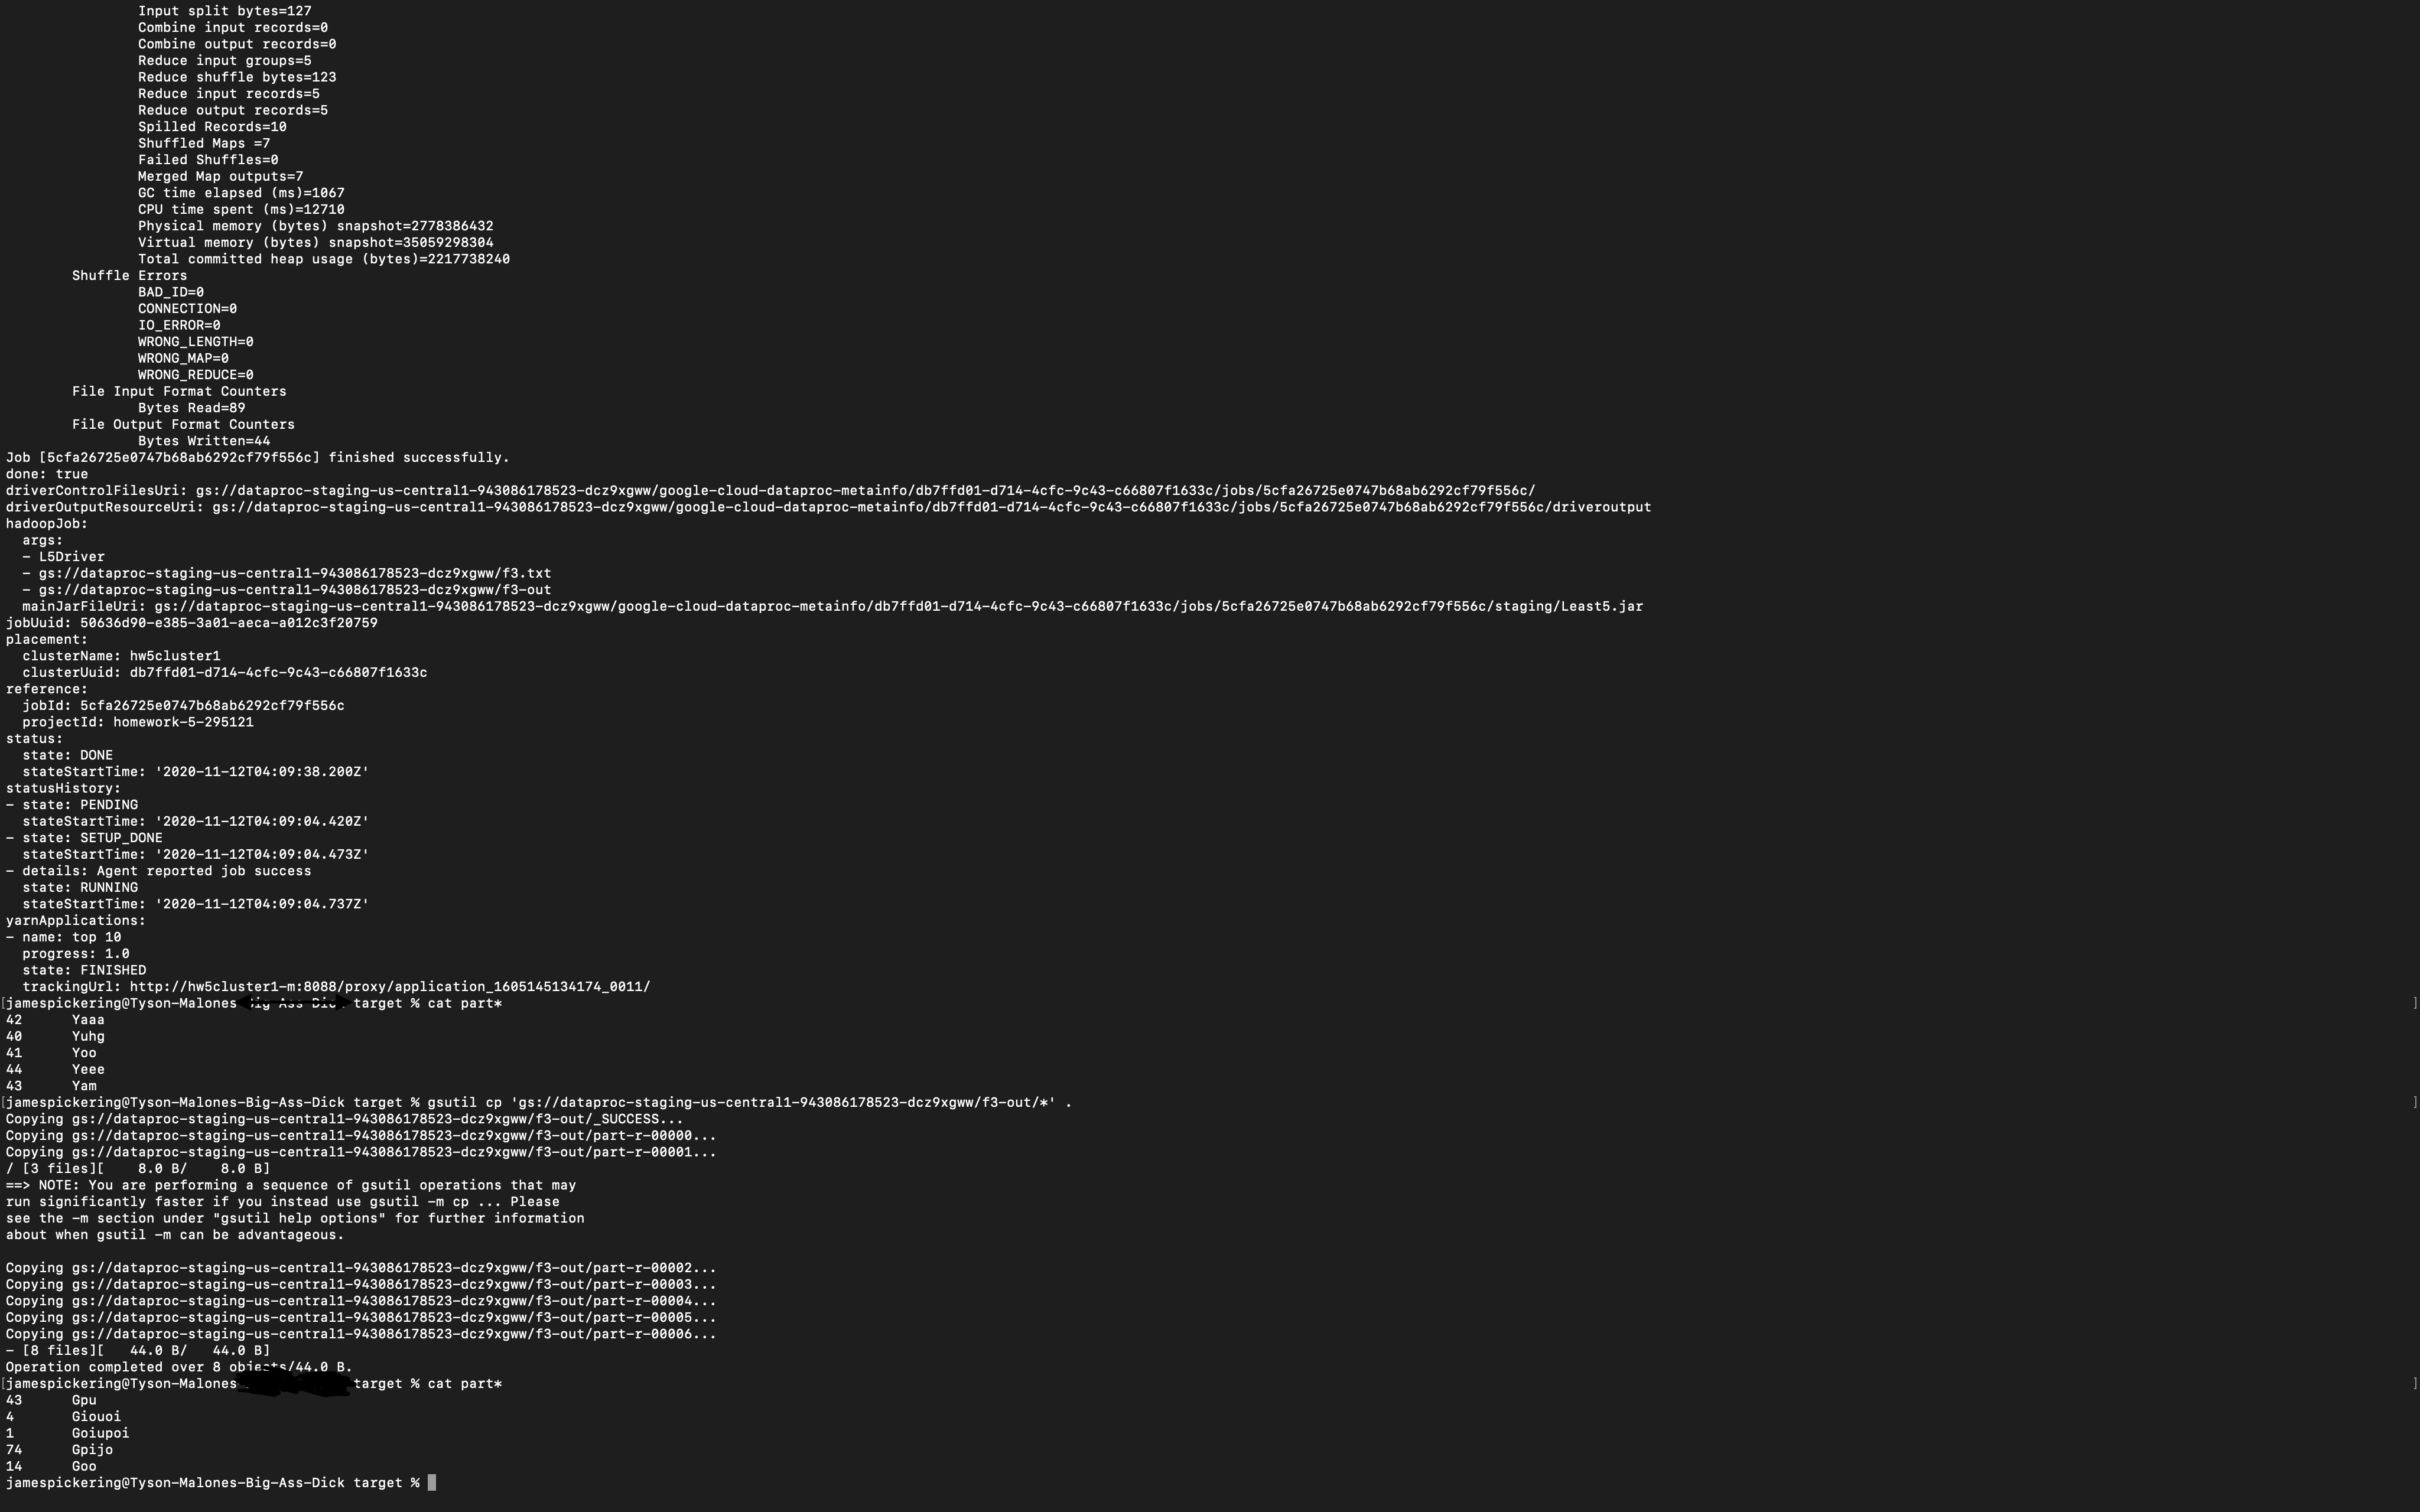 Input split bytes=127
Combine input records=0
Combine output records=0
Reduce input groups=5
Reduce shuffle bytes=123
Reduce input records=5
Reduce output records=5
Spilled Records=10
Shuffled Maps =7
Failed Shuffles=0
Merged Map outputs=7
GC time elapsed (ms)=1067
CPU time spent (ms)=12710
Physical memory (bytes) snapshot=2778386432
Virtual memory (bytes) snapshot=35059298304
Total committed heap usage (bytes)=2217738240
Shuffle Errors
BAD_ID=0
CONNECTION=0
IO_ERROR=0
WRONG_LENGTH=0
WRONG_MAP=0
WRONG_REDUCE=0
File Input Format Counters
Bytes Read=89
File Output Format Counters
Bytes Written=44
Job [5cfa26725e0747b68ab6292cf79f556c] finished successfully.
done: true
driverControlFilesUri: gs://dataproc-staging-us-central1-943086178523-dcz9xgww/google-cloud-dataproc-metainfo/db7ffd01-d714-4cfc-9c43-c66807f1633c/jobs/5cfa26725e0747b68ab6292cf79f556c/
driverOutputResourceUri: gs://dataproc-staging-us-central1-943086178523-dcz9xgww/google-cloud-dataproc-metainfo/db7ffd01-d714-4cfc-9c43-c66807f1633c/jobs/5cfa26725e0747b68ab6292cf79f556c/driveroutput
hadoopJob:
args:
- L5Driver
- gs://dataproc-staging-us-central1-943086178523-dcz9xgww/f3.txt
- gs://dataproc-staging-us-central1-943086178523-dcz9xgww/f3-out
mainJarFileUri: gs://dataproc-staging-us-central1-943086178523-dcz9xgww/google-cloud-dataproc-metainfo/db7ffd01-d714-4cfc-9c43-c66807f1633c/jobs/5cfa26725e0747b68ab6292cf79f556c/staging/Least5.jar
jobUuid: 50636d90-e385-3a01-aeca-a012c3f20759
placement:
clusterName: hw5cluster1
clusterUuid: db7ffd01-d714-4cfc-9c43-c66807f1633c
reference:
jobId: 5cfa26725e0747b68ab6292cf79f556c
projectId: homework-5-295121
status:
state: DONE
stateStartTime: '2020-11-12T04:09:38.200Z'
statusHistory:
- state: PENDING
stateStartTime: '2020-11-12T04:09:04.420Z'
- state: SETUP_DONE
stateStartTime: '2020-11-12T04:09:04.473Z'
- details: Agent reported job success
state: RUNNING
stateStartTime: '2020-11-12T04:09:04.737Z'
yarnApplications:
- name: top 10
progress: 1.0
state: FINISHED
trackingUrl: http://hw5cluster1-m:8088/proxy/application_1605145134174_0011/
[jamespickering@Tyson-Malones-Big-Ass-Dick target % cat part* ]
42 Yaaa
40 Yuhg
41 Yoo
44 Yeee
43 Yam
[jamespickering@Tyson-Malones-Big-Ass-Dick target % gsutil cp 'gs://dataproc-staging-us-central1-943086178523-dcz9xgww/f3-out/*' . ]
Copying gs://dataproc-staging-us-central1-943086178523-dcz9xgww/f3-out/_SUCCESS...
Copying gs://dataproc-staging-us-central1-943086178523-dcz9xgww/f3-out/part-r-00000...
Copying gs://dataproc-staging-us-central1-943086178523-dcz9xgww/f3-out/part-r-00001...
/ [3 files][ 8.0 B/ 8.0 B]
==> NOTE: You are performing a sequence of gsutil operations that may
run significantly faster if you instead use gsutil -m cp ... Please
see the -m section under "gsutil help options" for further information
about when gsutil -m can be advantageous.
Copying gs://dataproc-staging-us-central1-943086178523-dcz9xgww/f3-out/part-r-00002...
Copying gs://dataproc-staging-us-central1-943086178523-dcz9xgww/f3-out/part-r-00003...
Copying gs://dataproc-staging-us-central1-943086178523-dcz9xgww/f3-out/part-r-00004...
Copying gs://dataproc-staging-us-central1-943086178523-dcz9xgww/f3-out/part-r-00005...
Copying gs://dataproc-staging-us-central1-943086178523-dcz9xgww/f3-out/part-r-00006...
- [8 files][ 44.0 B/ 44.0 B]
Operation completed over 8 objects/44.0 B.
[jamespickering@Tyson-Malones- target % cat part* ]
43 Gpu
4 Giouoi
1 Goiupoi
74 Gpijo
14 Goo
jamespickering@Tyson-Malones-Big-Ass-Dick target %